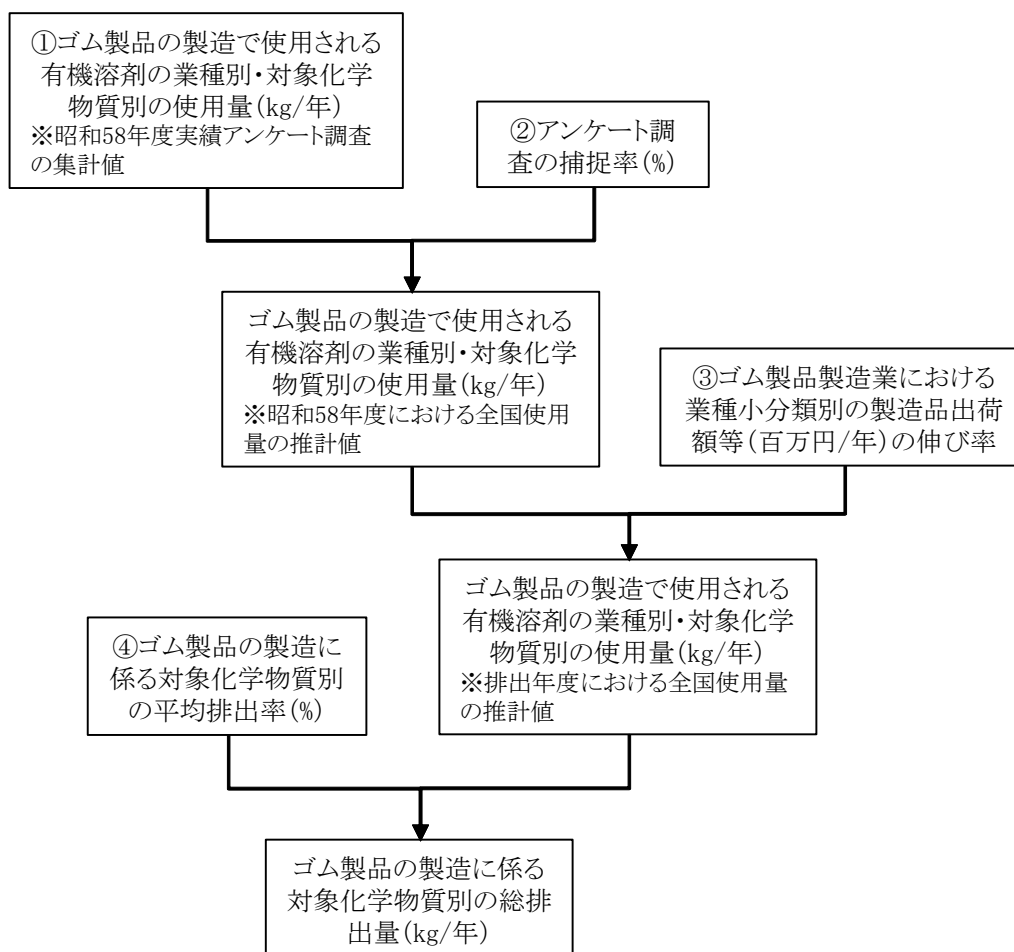 ①ゴム製品の製造で使用される
有機溶剤の業種別・対象化学
物質別の使用量(kg/年)
※昭和58年度実績アンケート調査
の集計値
②アンケート調
査の捕捉率(%)
ゴム製品の製造で使用される
有機溶剤の業種別・対象化学
物質別の使用量(kg/年)
※昭和58年度における全国使用
量の推計値
③ゴム製品製造業における
業種小分類別の製造品出荷
額等(百万円/年)の伸び率
ゴム製品の製造で使用される
有機溶剤の業種別・対象化学
物質別の使用量(kg/年)
※排出年度における全国使用量
の推計値
④ゴム製品の製造に
係る対象化学物質別
の平均排出率(%)
ゴム製品の製造に係る
対象化学物質別の総排
出量(kg/年)